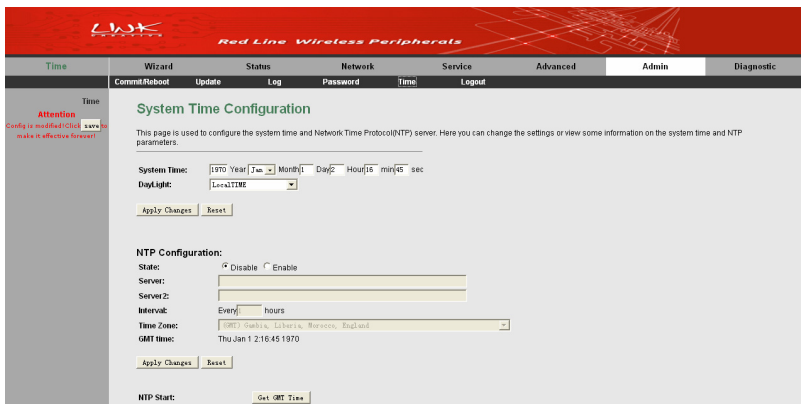 LINK
CREATIVE
Red Line Wireless Peripherals
Time
Wizard Status Network Service Advanced Admin Diagnostic
Commit/Reboot Update Log Password Time Logout
Time
Attention
Config is modified!Click save to
make it effective forever!
System Time Configuration
This page is used to configure the system time and Network Time Protocol(NTP) server. Here you can change the settings or view some information on the system time and NTP
parameters.
System Time: 1970 Year Jan Month 1 Day 2 Hour 16 min 45 sec
DayLight: LocalTIME
Apply Changes Reset
NTP Configuration:
State: Disable Enable
Server:
Server2:
Interval: Every 1 hours
Time Zone: (GMT) Gambia, Liberia, Morocco, England
GMT time: Thu Jan 1 2:16:45 1970
Apply Changes Reset
NTP Start: Get GMT Time